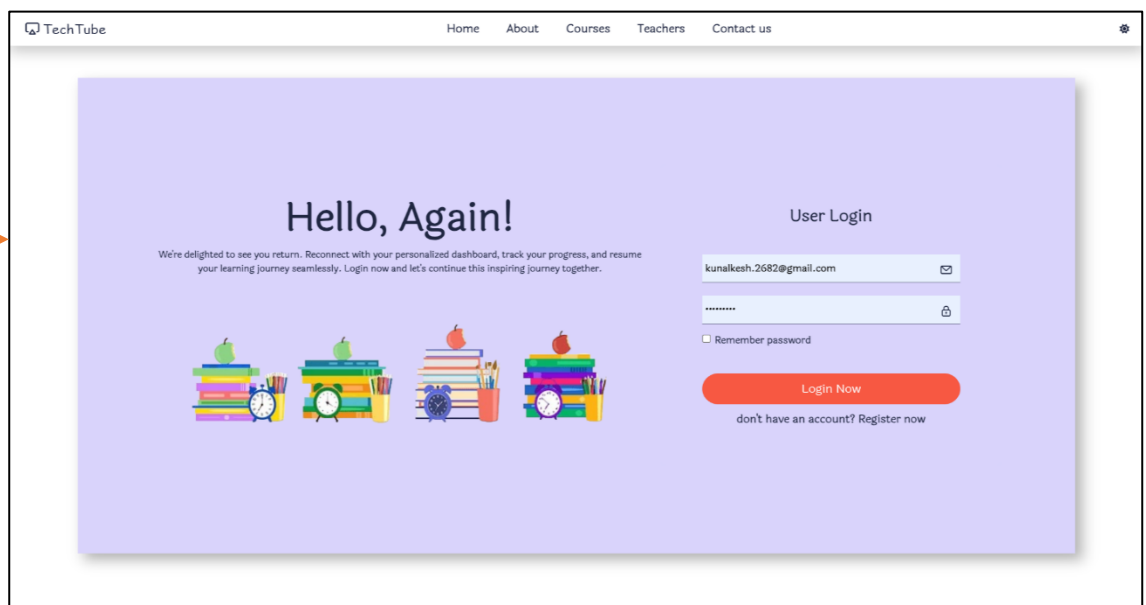 TechTube
Home About Courses Teachers Contact us
Hello, Again!
We're delighted to see you return. Reconnect with your personalized dashboard, track your progress, and resume
your learning journey seamlessly. Login now and let's continue this inspiring journey together.
User Login
kunalkesh.2682@gmail.com
•••••••••
Remember password
Login Now
don't have an account? Register now